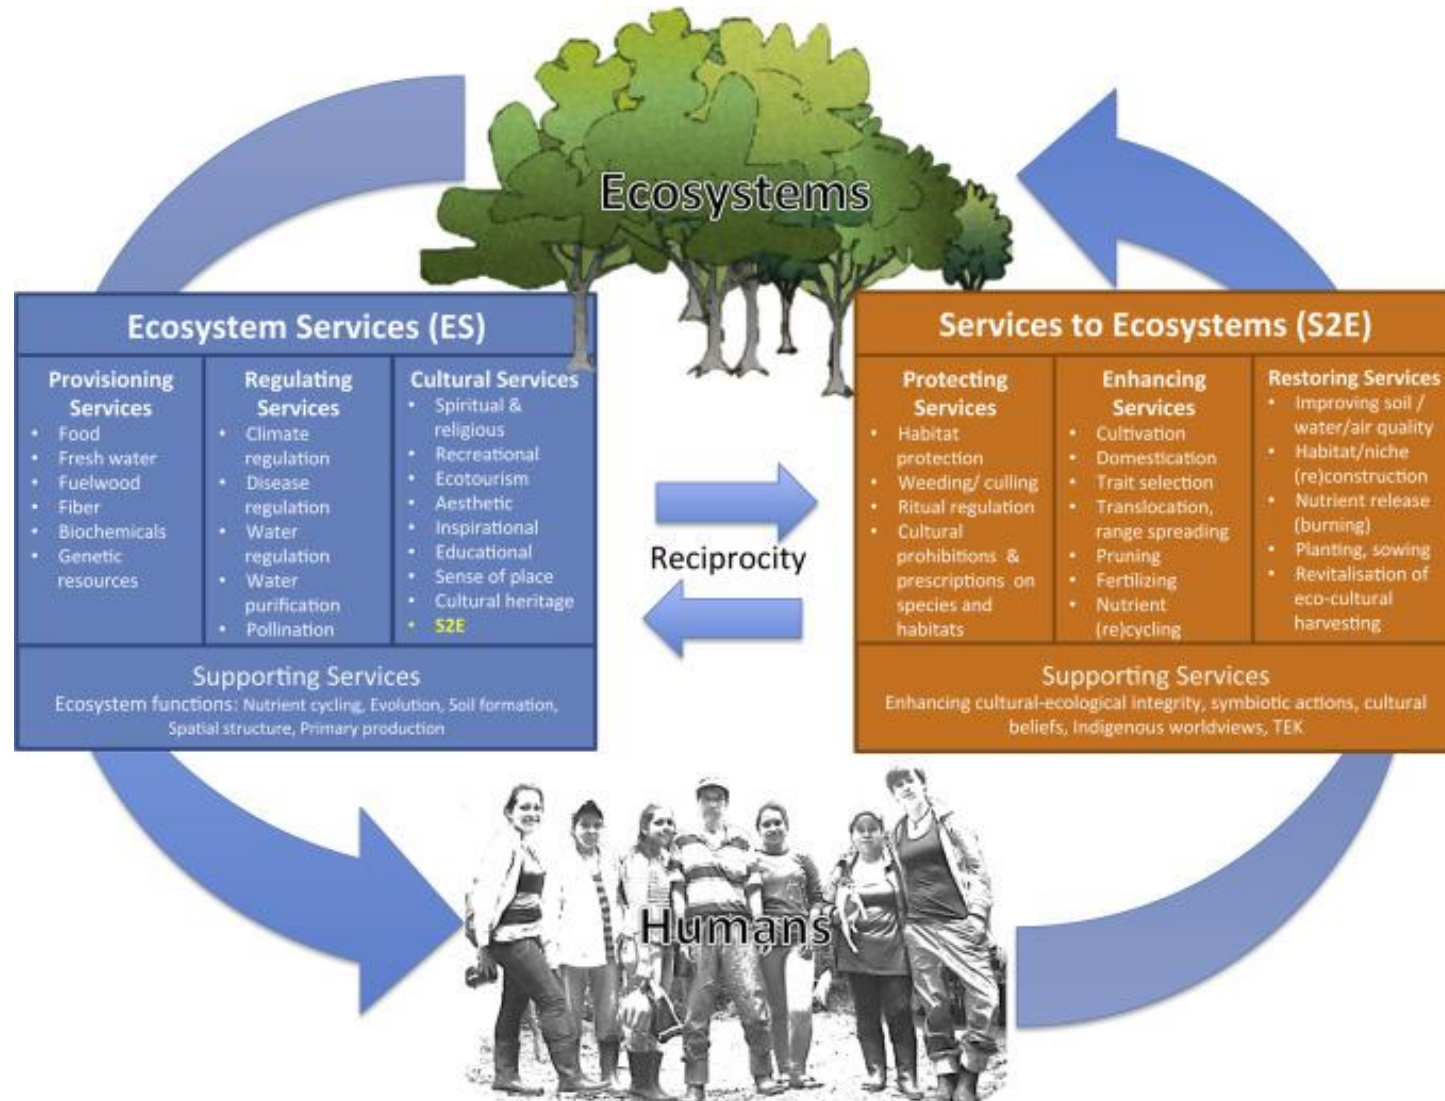 Ecosystems
Ecosystem Services (ES)
Provisioning
Services
• Food
• Fresh water
• Fuelwood
• Fiber
• Biochemicals
• Genetic
resources
Regulating
Services
• Climate
regulation
• Disease
regulation
• Water
regulation
• Water
purification
• Pollination
Cultural Services
• Spiritual &
religious
• Recreational
• Ecotourism
• Aesthetic
• Inspirational
• Educational
• Sense of place
• Cultural heritage
• S2E
Supporting Services
Ecosystem functions: Nutrient cycling, Evolution, Soil formation,
Spatial structure, Primary production
Reciprocity
Services to Ecosystems (S2E)
Protecting
Services
• Habitat
protection
• Weeding/ culling
• Ritual regulation
• Cultural
prohibitions &
prescriptions on
species and
habitats
Enhancing
Services
• Cultivation
• Domestication
• Trait selection
• Translocation,
range spreading
• Pruning
• Fertilizing
• Nutrient
(re)cycling
Restoring Services
• Improving soil /
water/air quality
• Habitat/niche
(re)construction
• Nutrient release
(burning)
• Planting, sowing
• Revitalisation of
eco-cultural
harvesting
Supporting Services
Enhancing cultural-ecological integrity, symbiotic actions, cultural
beliefs, Indigenous worldviews, TEK
Humans